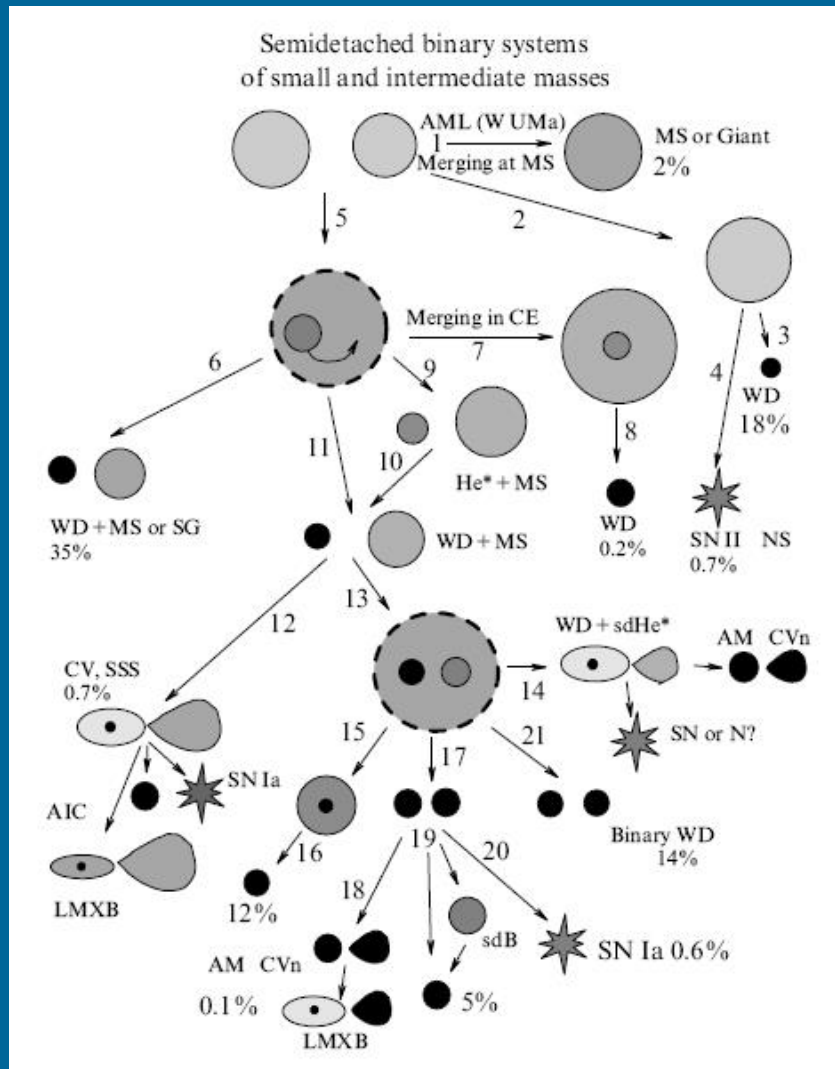 Semidetached binary systems
of small and intermediate masses
AML (W UMa)
1
Merging at MS
MS or Giant
2%
5
2
Merging in CE
7
3
6
9
4
WD
18%
11
10
8
He* + MS
WD + MS or SG
35%
WD + MS
WD
0.2%
SN II NS
0.7%
12
13
WD + sdHe*
AM CVn
CV, SSS
0.7%
14
15
17
21
SN or N?
SN Ia
AIC
Binary WD
14%
16
19
20
LMXB
12%
18
sdB
SN Ia 0.6%
AM CVn
0.1%
5%
LMXB